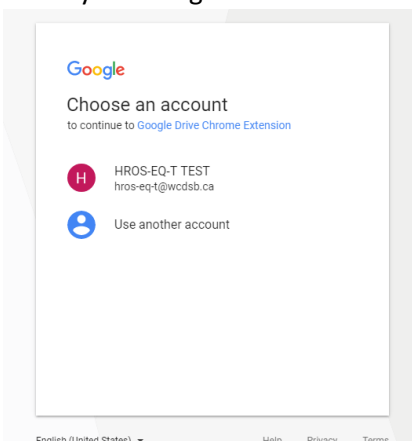 Google
Choose an account
to continue to Google Drive Chrome Extension
H
HROS-EQ-T TEST
hros-eq-t@wcdsb.ca
Use another account
English (United States)
Help Privacy Terms